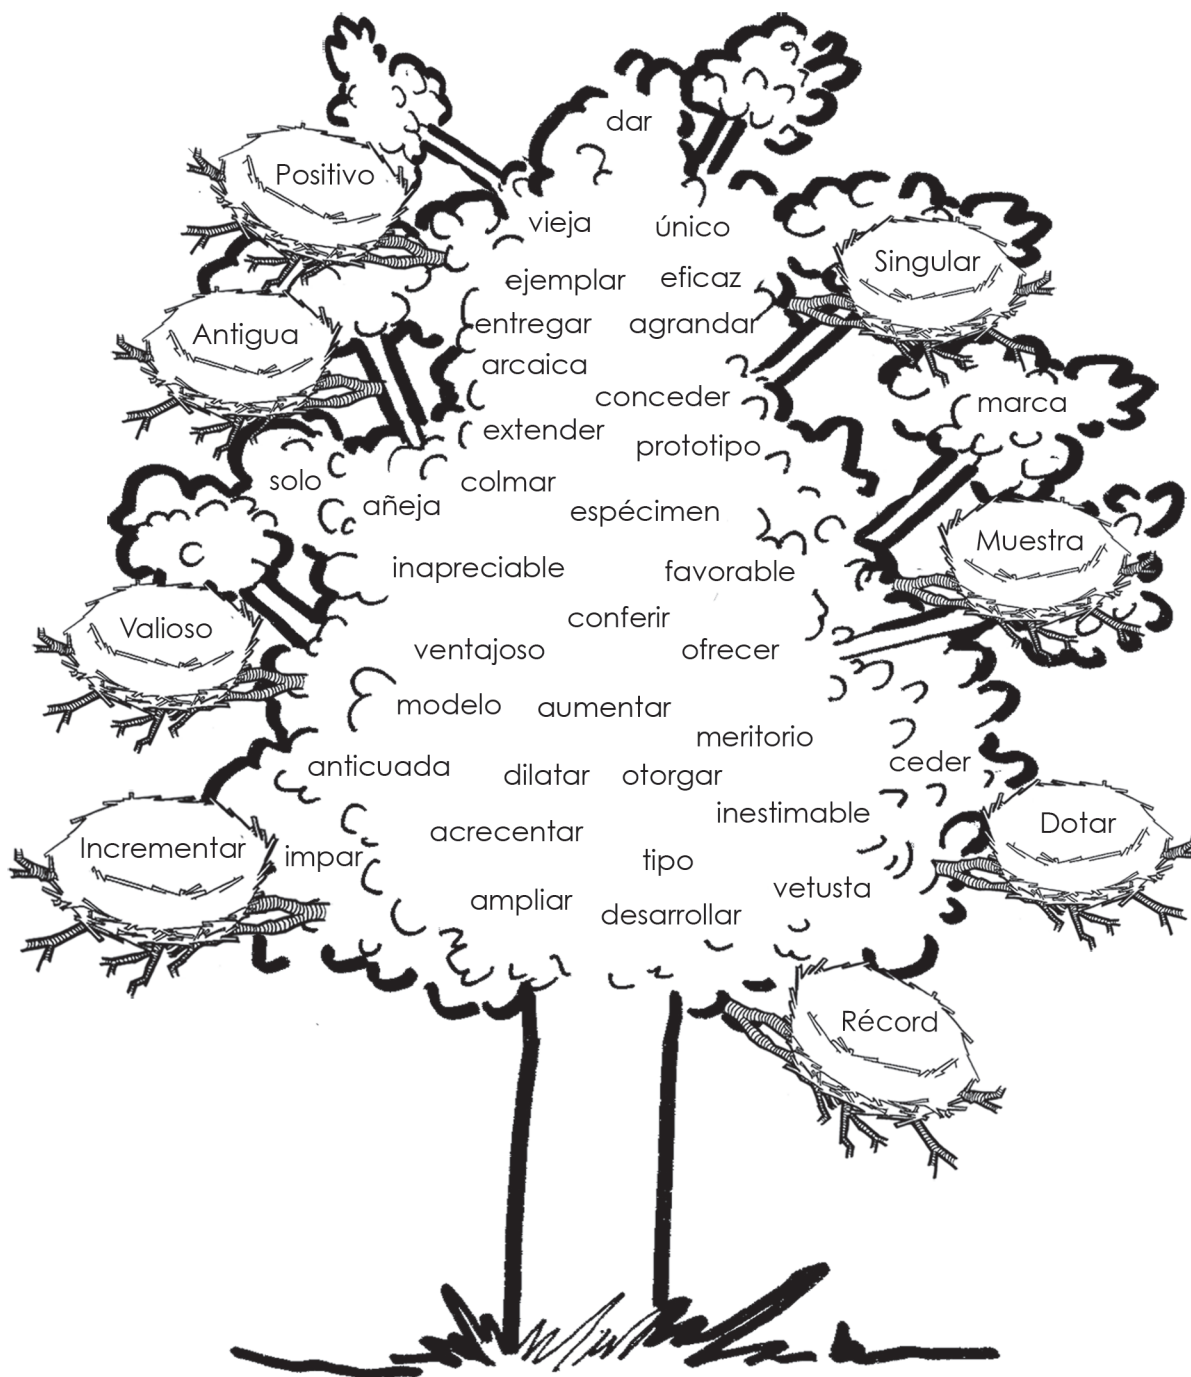 dar
Positivo
vieja
único
Singular
ejemplar
eficaz
entregar
agrandar
Antigua
arcaica
conceder
marca
extender
prototipo
solo
colmar
añeja
espécimen
Muestra
inapreciable
favorable
conferir
Valioso
ventajoso
ofrecer
modelo
aumentar
meritorio
anticuada
dilatar
otorgar
ceder
inestimable
Dotar
acrecentar
Incrementar
impar
tipo
vetusta
ampliar
desarrollar
Récord